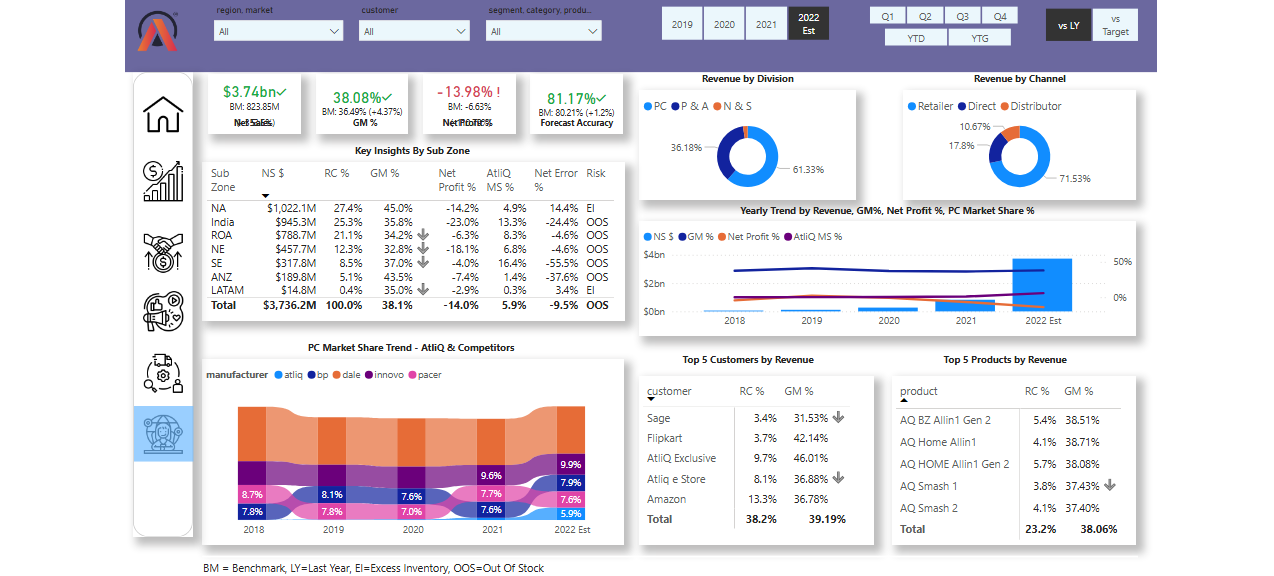 region, market
customer
segment, category, produ...
All
All
All
2019
2020
2021
2022 Est
Q1
Q2
Q3
Q4
YTD
YTG
vs LY
vs Target
$3.74bn✓
BM: 823.85M
Net Sales
38.08%✓
BM: 36.49% (+4.37%)
GM %
-13.98% !
BM: -6.63%
Net Profit %
81.17%✓
BM: 80.21% (+1.2%)
Forecast Accuracy
Revenue by Division
PC P & A N & S
36.18%
61.33%
Revenue by Channel
Retailer Direct Distributor
10.67%
17.8%
71.53%
Key Insights By Sub Zone
Sub Zone NS $ RC % GM % Net Profit % AtliQ MS % Net Error % Risk
NA $1,022.1M 27.4% 45.0% -14.2% 4.9% 14.4% EI
India $945.3M 25.3% 35.8% -23.0% 13.3% -24.4% OOS
ROA $788.7M 21.1% 34.2% -6.3% 8.3% -4.6% OOS
NE $457.7M 12.3% 32.8% -18.1% 6.8% -4.6% OOS
SE $317.8M 8.5% 37.0% -4.0% 16.4% -55.5% OOS
ANZ $189.8M 5.1% 43.5% -7.4% 1.4% -37.6% OOS
LATAM $14.8M 0.4% 35.0% -2.9% 0.3% 3.4% EI
Total $3,736.2M 100.0% 38.1% -14.0% 5.9% -9.5% OOS
Yearly Trend by Revenue, GM%, Net Profit %, PC Market Share %
NS $ GM % Net Profit % AtliQ MS %
$4bn
$2bn
$0bn
50%
0%
2018 2019 2020 2021 2022 Est
PC Market Share Trend - AtliQ & Competitors
manufacturer atliq bp dale innovo pacer
8.7%
7.8%
8.1%
7.8%
7.6%
7.0%
9.6%
7.7%
7.6%
9.9%
7.9%
7.6%
5.9%
2018 2019 2020 2021 2022 Est
Top 5 Customers by Revenue
customer RC % GM %
Sage 3.4% 31.53%
Flipkart 3.7% 42.14%
AtliQ Exclusive 9.7% 46.01%
Atliq e Store 8.1% 36.88%
Amazon 13.3% 36.78%
Total 38.2% 39.19%
Top 5 Products by Revenue
product RC % GM %
AQ BZ Allin1 Gen 2 5.4% 38.51%
AQ Home Allin1 4.1% 38.71%
AQ HOME Allin1 Gen 2 5.7% 38.08%
AQ Smash 1 3.8% 37.43%
AQ Smash 2 4.1% 37.40%
Total 23.2% 38.06%
BM = Benchmark, LY=Last Year, EI=Excess Inventory, OOS=Out Of Stock